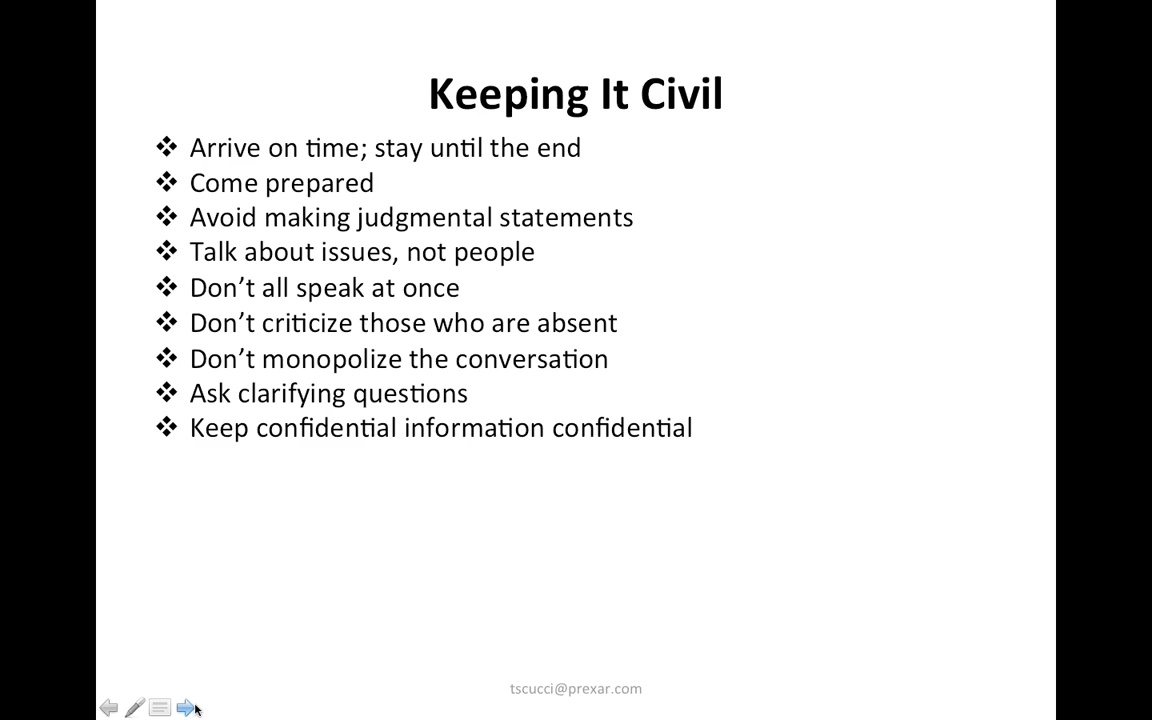 Keeping It Civil
❖ Arrive on time; stay until the end
❖ Come prepared
❖ Avoid making judgmental statements
❖ Talk about issues, not people
❖ Don’t all speak at once
❖ Don’t criticize those who are absent
❖ Don’t monopolize the conversation
❖ Ask clarifying questions
❖ Keep confidential information confidential
tscucci@prexar.com